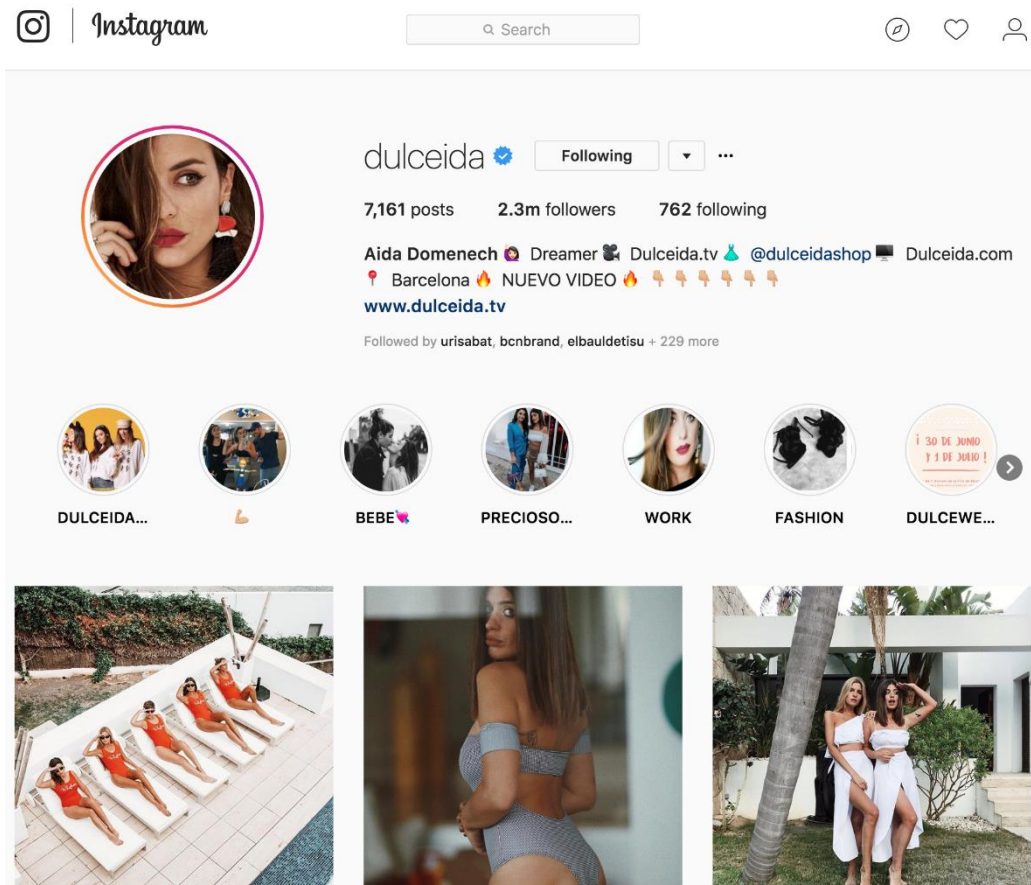 Instagram
Search
dulceida Following
7,161 posts 2.3m followers 762 following
Aida Domenech Dreamer Dulceida.tv @dulceidashop Dulceida.com
Barcelona NUEVO VIDEO
www.dulceida.tv
Followed by urisabat, bcnbrand, elbauldetisu + 229 more
¡ 30 DE JUNIO
Y 1 DE JULIO !
DULCEIDA... BEBE PRECIOSO... WORK FASHION DULCEWE...